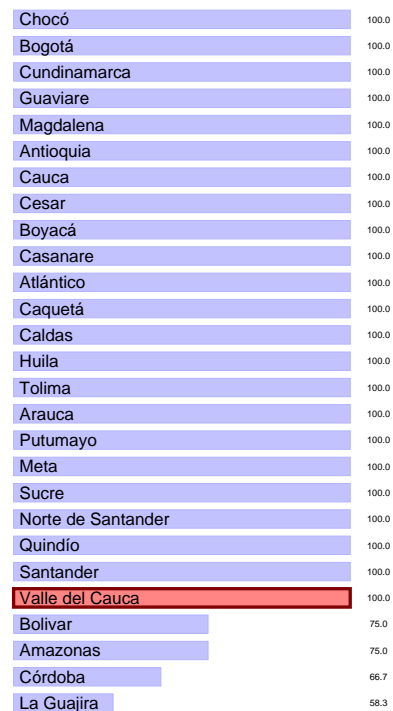 Chocó 100.0
Bogotá 100.0
Cundinamarca 100.0
Guaviare 100.0
Magdalena 100.0
Antioquia 100.0
Cauca 100.0
Cesar 100.0
Boyacá 100.0
Casanare 100.0
Atlántico 100.0
Caquetá 100.0
Caldas 100.0
Huila 100.0
Tolima 100.0
Arauca 100.0
Putumayo 100.0
Meta 100.0
Sucre 100.0
Norte de Santander 100.0
Quindío 100.0
Santander 100.0
Valle del Cauca 100.0
Bolivar 75.0
Amazonas 75.0
Córdoba 66.7
La Guajira 58.3